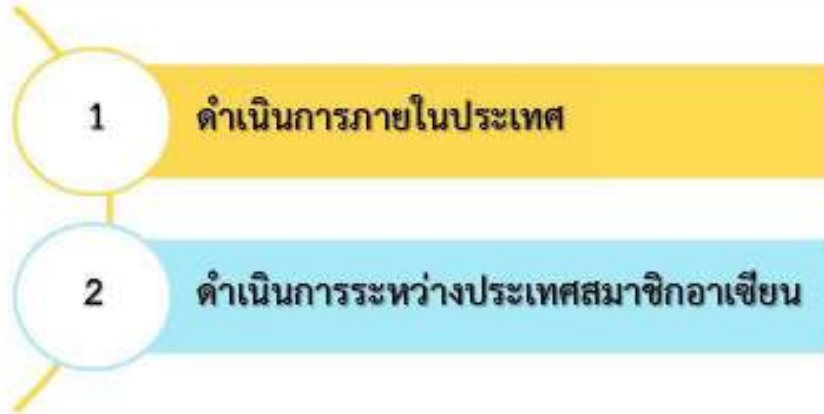 1
ดำเนินการภายในประเทศ
2
ดำเนินการระหว่างประเทศสมาชิกอาเซียน